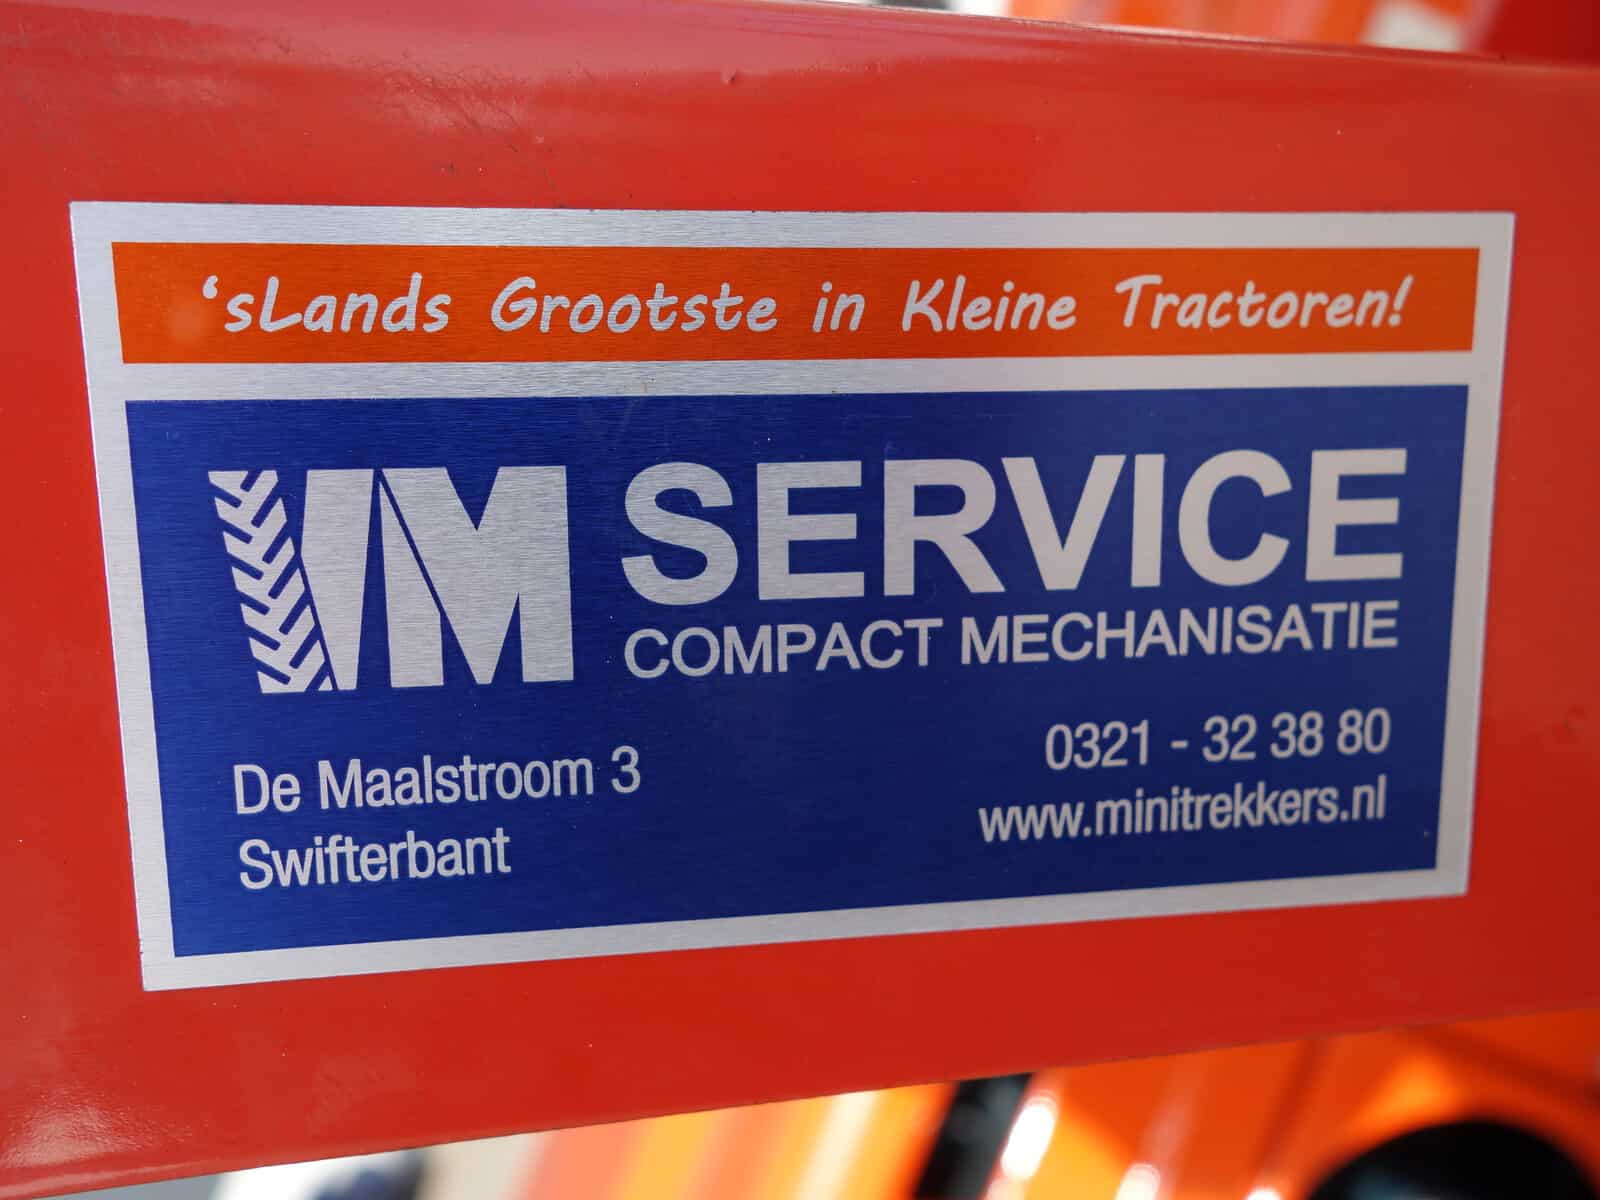 ‘sLands Grootste in Kleine Tractoren!
VM SERVICE
COMPACT MECHANISATIE
De Maalstroom 3
Swifterbant
0321 - 32 38 80
www.minitrekkers.nl